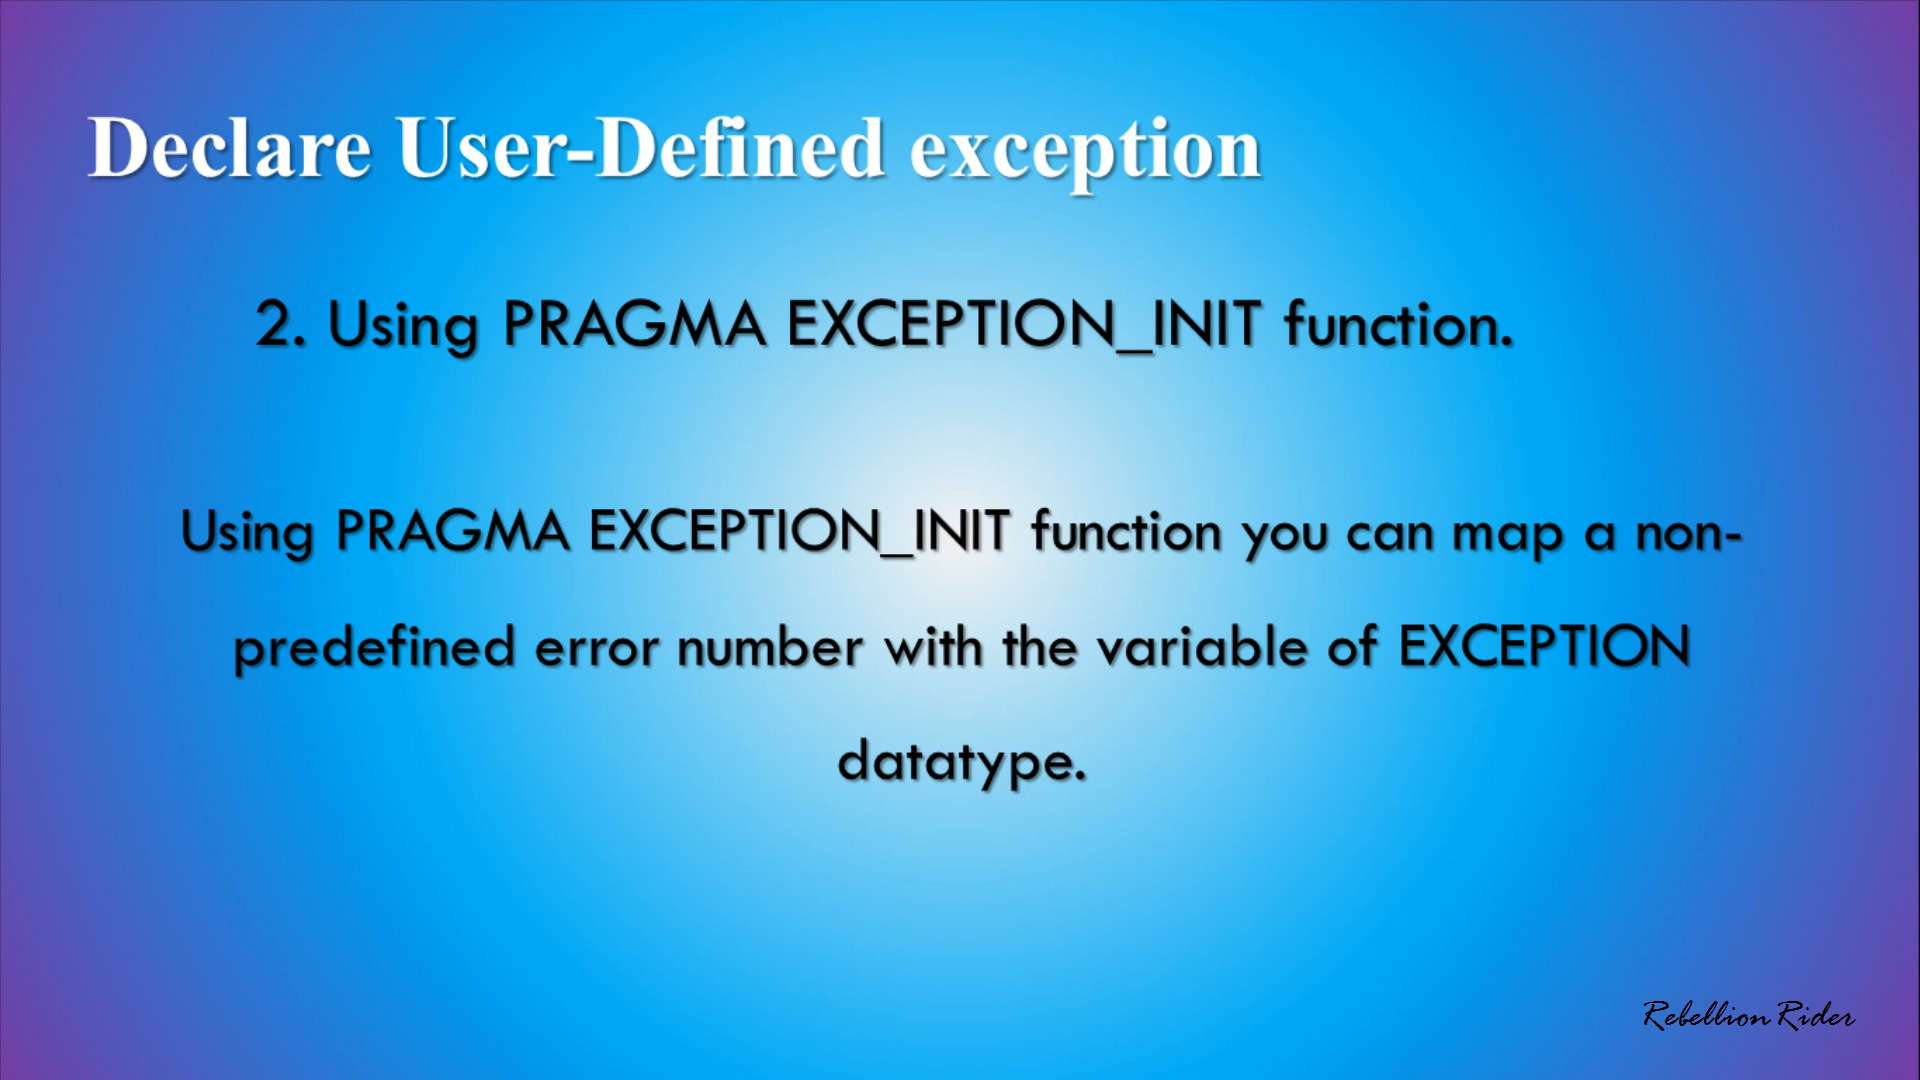 Declare User-Defined exception
2. Using PRAGMA EXCEPTION_INIT function.
Using PRAGMA EXCEPTION_INIT function you can map a non-
predefined error number with the variable of EXCEPTION
datatype.
Rebellion Rider